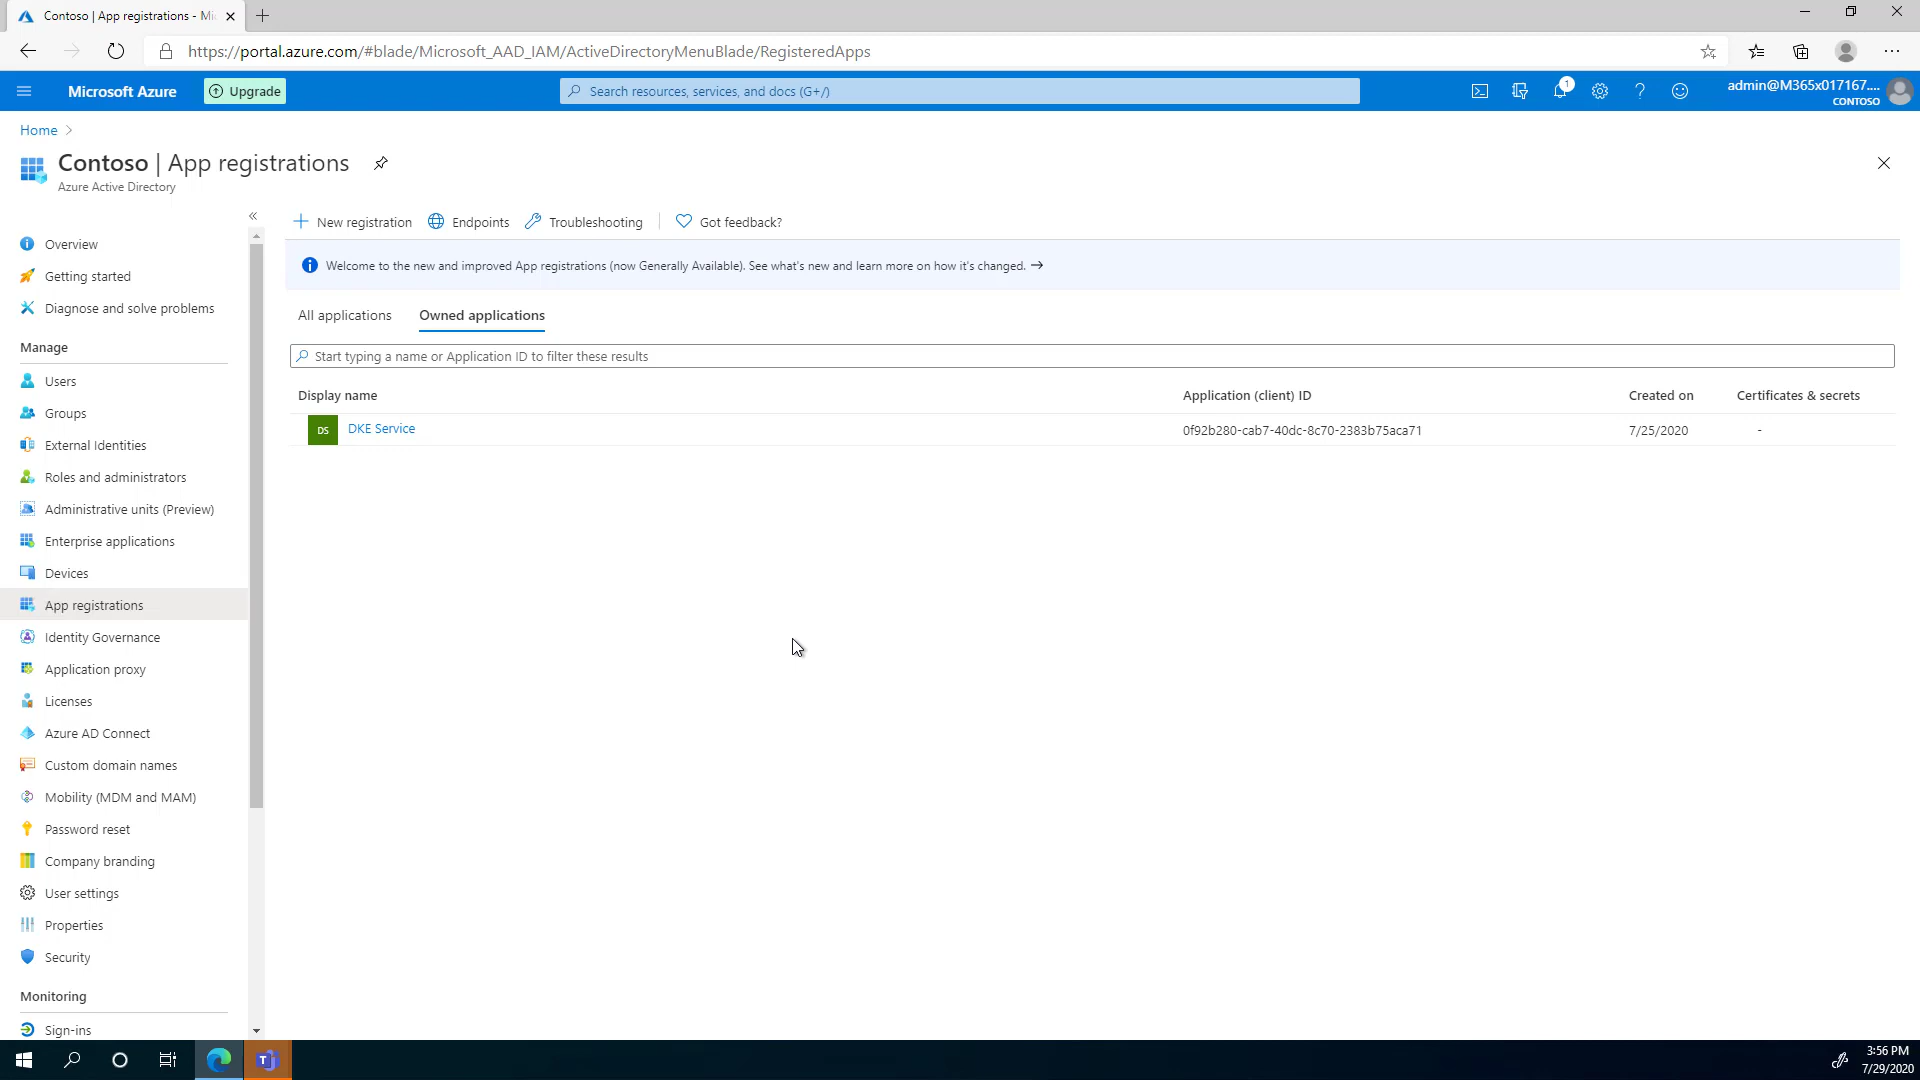 Contoso | App registrations - Mi
https://portal.azure.com/#blade/Microsoft_AAD_IAM/ActiveDirectoryMenuBlade/RegisteredApps
Microsoft Azure
Upgrade
Search resources, services, and docs (G+/)
1
admin@M365x017167....
CONTOSO
Home
Contoso | App registrations
Azure Active Directory
Overview
Getting started
Diagnose and solve problems
Manage
Users
Groups
External Identities
Roles and administrators
Administrative units (Preview)
Enterprise applications
Devices
App registrations
Identity Governance
Application proxy
Licenses
Azure AD Connect
Custom domain names
Mobility (MDM and MAM)
Password reset
Company branding
User settings
Properties
Security
Monitoring
Sign-ins
New registration
Endpoints
Troubleshooting
Got feedback?
Welcome to the new and improved App registrations (now Generally Available). See what's new and learn more on how it's changed. →
All applications
Owned applications
Start typing a name or Application ID to filter these results
Display name Application (client) ID Created on Certificates & secrets
DS DKE Service 0f92b280-cab7-40dc-8c70-2383b75aca71 7/25/2020 -
3:56 PM
7/29/2020